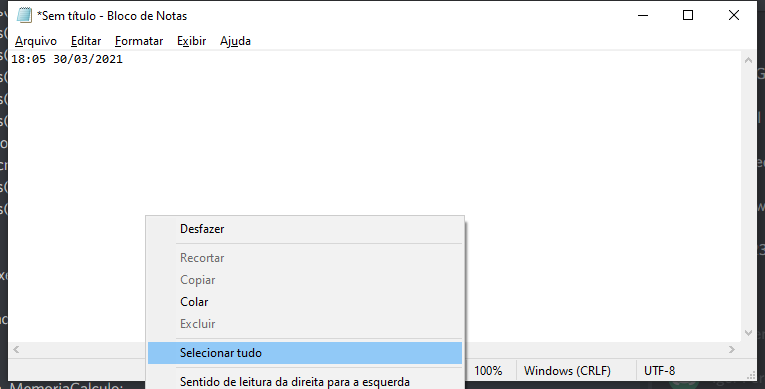 *Sem título - Bloco de Notas
Arquivo Editar Formatar Exibir Ajuda
18:05 30/03/2021
Desfazer
Recortar
Copiar
Colar
Excluir
Selecionar tudo
Sentido de leitura da direita para a esquerda
100% Windows (CRLF) UTF-8
MemoriaCalculo: